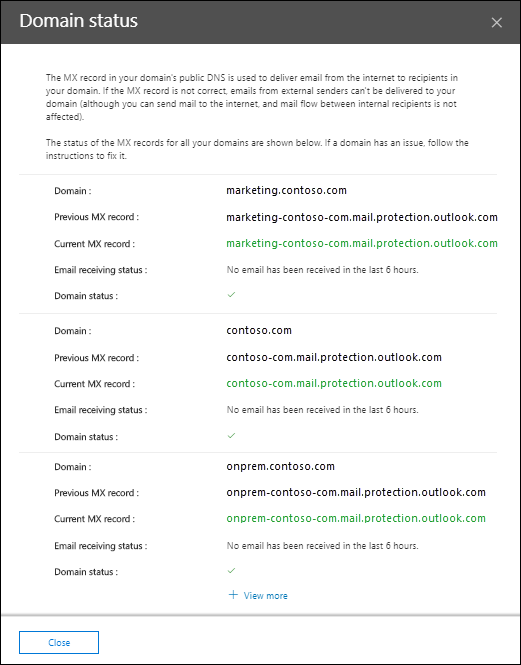 Domain status
The MX record in your domain's public DNS is used to deliver email from the internet to recipients in
your domain. If the MX record is not correct, emails from external senders can't be delivered to your
domain (although you can send mail to the internet, and mail flow between internal recipients is not
affected).
The status of the MX records for all your domains are shown below. If a domain has an issue, follow the
instructions to fix it.
Domain : marketing.contoso.com
Previous MX record : marketing-contoso-com.mail.protection.outlook.com
Current MX record : marketing-contoso-com.mail.protection.outlook.com
Email receiving status : No email has been received in the last 6 hours.
Domain status :
Domain : contoso.com
Previous MX record : contoso-com.mail.protection.outlook.com
Current MX record : contoso-com.mail.protection.outlook.com
Email receiving status : No email has been received in the last 6 hours.
Domain status :
Domain : onprem.contoso.com
Previous MX record : onprem-contoso-com.mail.protection.outlook.com
Current MX record : onprem-contoso-com.mail.protection.outlook.com
Email receiving status : No email has been received in the last 6 hours.
Domain status :
+ View more
Close